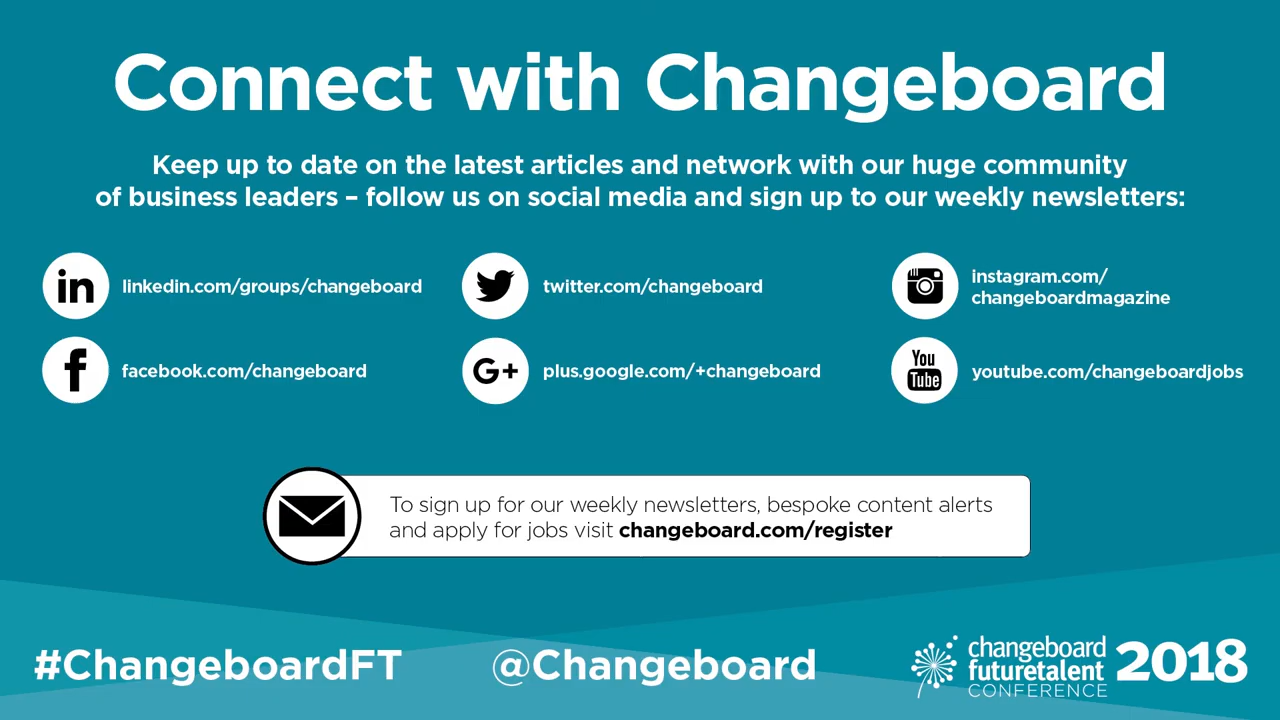 Connect with Changeboard
Keep up to date on the latest articles and network with our huge community
of business leaders – follow us on social media and sign up to our weekly newsletters:
in
linkedin.com/groups/changeboard
twitter.com/changeboard
instagram.com/
changeboardmagazine
f
facebook.com/changeboard
G+
plus.google.com/+changeboard
You
Tube
youtube.com/changeboardjobs
To sign up for our weekly newsletters, bespoke content alerts
and apply for jobs visit changeboard.com/register
#ChangeboardFT
@Changeboard
changeboard
futuretalent
CONFERENCE
2018